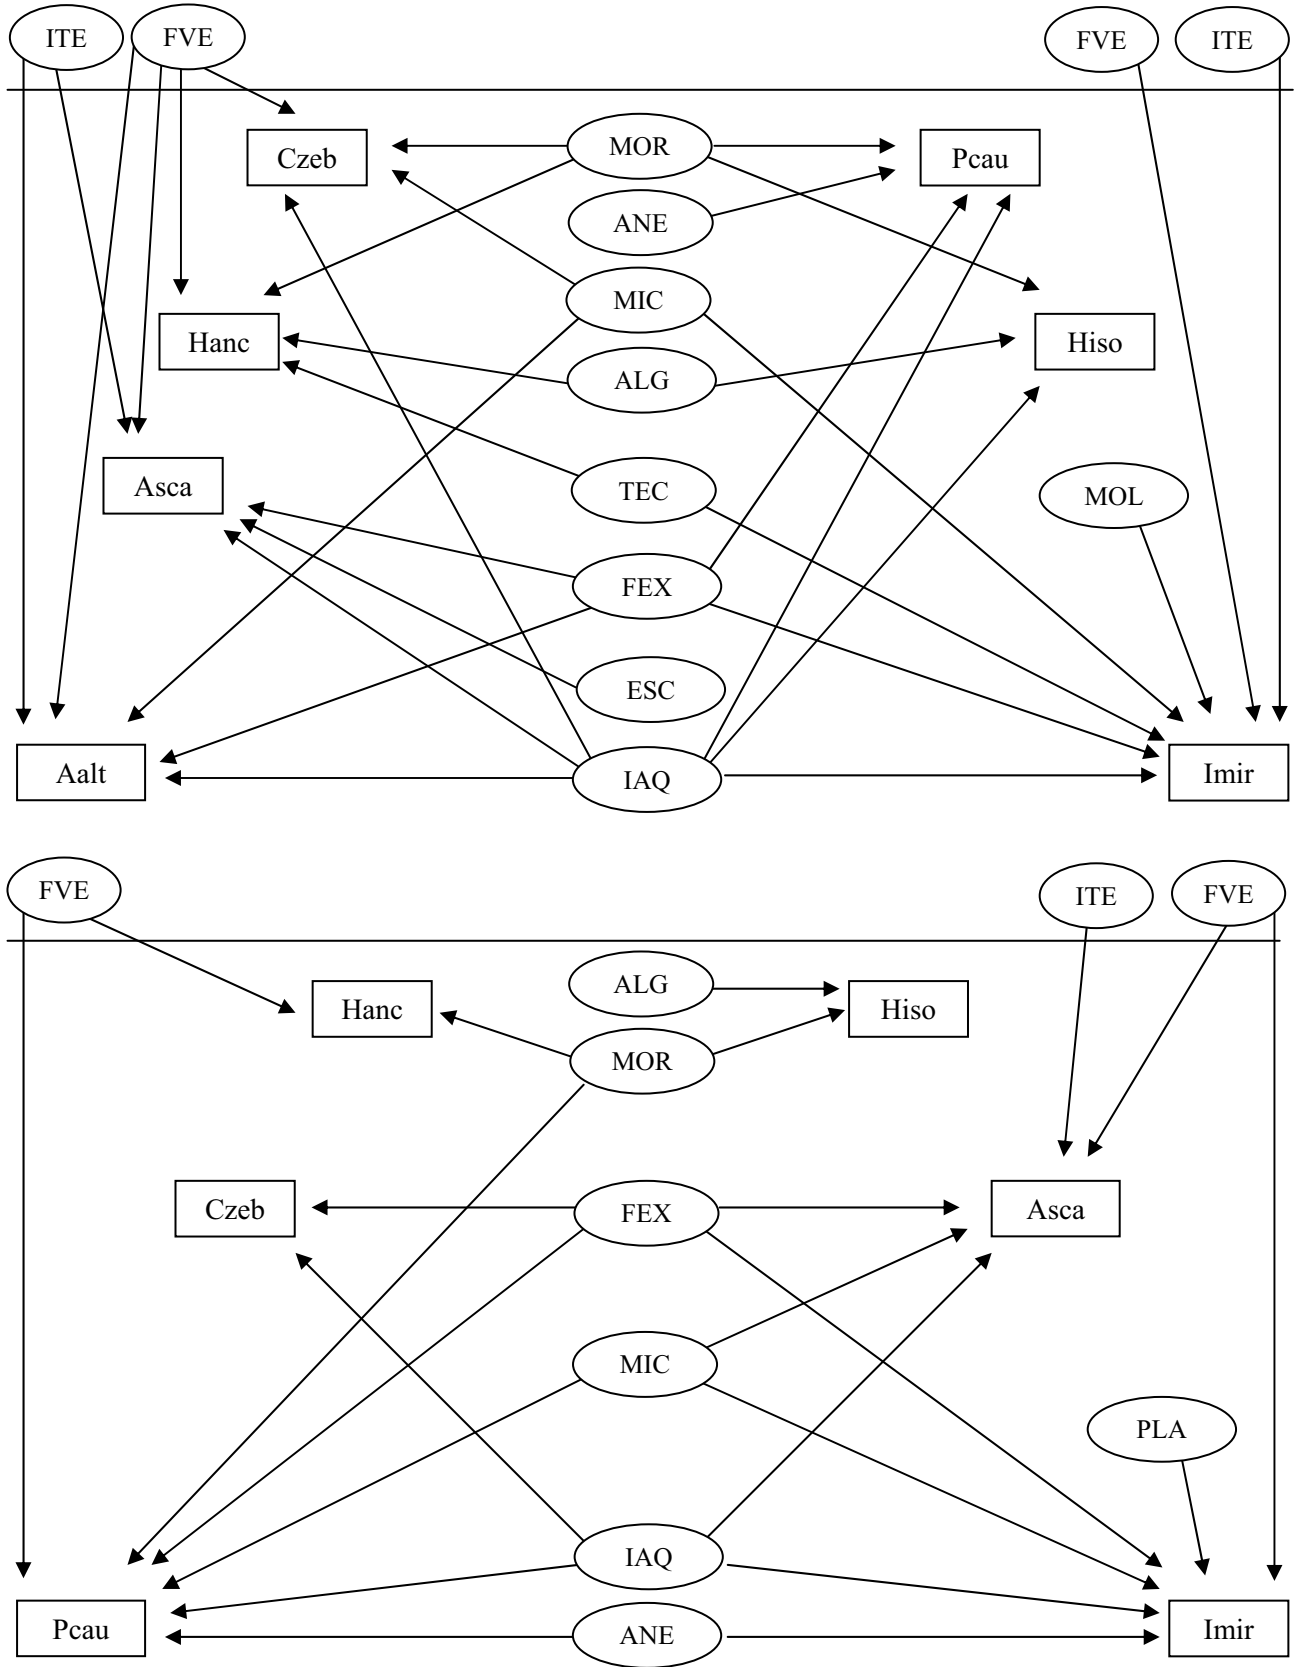 ITE FVE FVE ITE
MOR
Czeb Pcau
ANE
MIC
Hanc Hiso
ALG
Asca TEC MOL
FEX
ESC
Aalt IAQ Imir
FVE ITE FVE
ALG
Hanc Hiso
MOR
Czeb FEX Asca
MIC
PLA
IAQ
Pcau ANE Imir